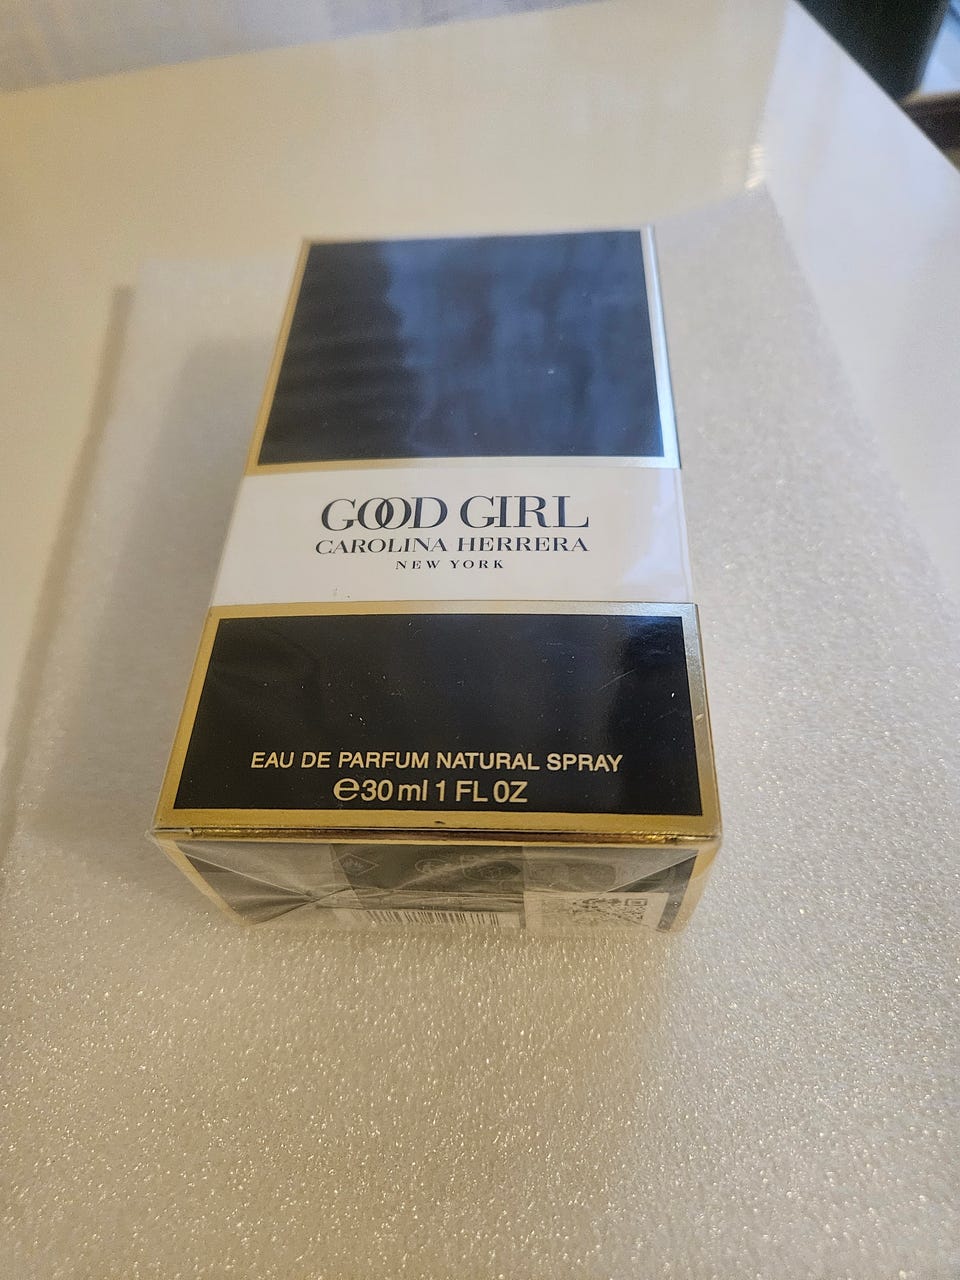 GOOD GIRL
CAROLINA HERRERA
NEW YORK
EAU DE PARFUM NATURAL SPRAY
℮30 ml 1 FL OZ